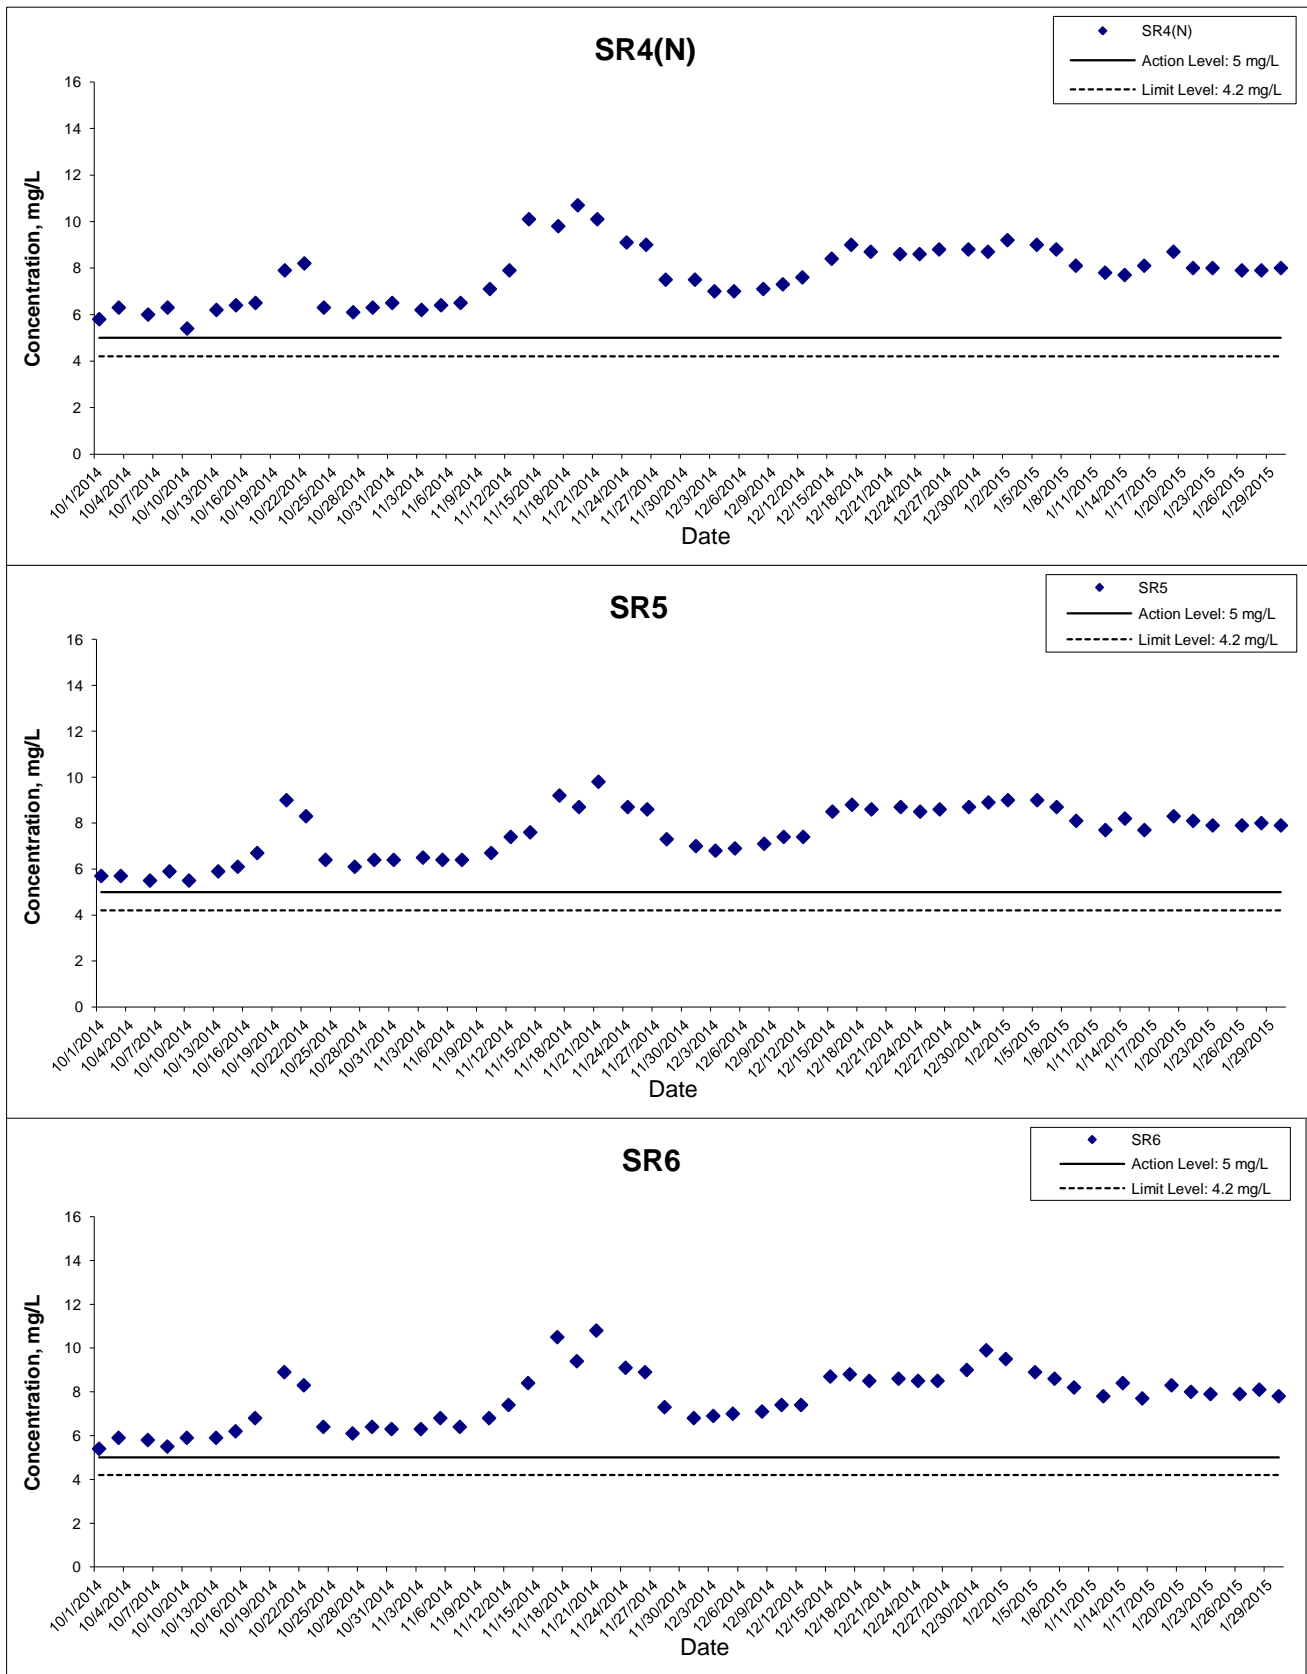 SR4(N)
SR4(N)
Action Level: 5 mg/L
Limit Level: 4.2 mg/L
Concentration, mg/L
16
14
12
10
8
6
4
2
0
10/1/2014 10/4/2014 10/7/2014 10/10/2014 10/13/2014 10/16/2014 10/19/2014 10/22/2014 10/25/2014 10/28/2014 10/31/2014 11/3/2014 11/6/2014 11/9/2014 11/12/2014 11/15/2014 11/18/2014 11/21/2014 11/24/2014 11/27/2014 11/30/2014 12/3/2014 12/6/2014 12/9/2014 12/12/2014 12/15/2014 12/18/2014 12/21/2014 12/24/2014 12/27/2014 12/30/2014 1/2/2015 1/5/2015 1/8/2015 1/11/2015 1/14/2015 1/17/2015 1/20/2015 1/23/2015 1/26/2015 1/29/2015
Date
SR5
SR5
Action Level: 5 mg/L
Limit Level: 4.2 mg/L
Concentration, mg/L
16
14
12
10
8
6
4
2
0
10/1/2014 10/4/2014 10/7/2014 10/10/2014 10/13/2014 10/16/2014 10/19/2014 10/22/2014 10/25/2014 10/28/2014 10/31/2014 11/3/2014 11/6/2014 11/9/2014 11/12/2014 11/15/2014 11/18/2014 11/21/2014 11/24/2014 11/27/2014 11/30/2014 12/3/2014 12/6/2014 12/9/2014 12/12/2014 12/15/2014 12/18/2014 12/21/2014 12/24/2014 12/27/2014 12/30/2014 1/2/2015 1/5/2015 1/8/2015 1/11/2015 1/14/2015 1/17/2015 1/20/2015 1/23/2015 1/26/2015 1/29/2015
Date
SR6
SR6
Action Level: 5 mg/L
Limit Level: 4.2 mg/L
Concentration, mg/L
16
14
12
10
8
6
4
2
0
10/1/2014 10/4/2014 10/7/2014 10/10/2014 10/13/2014 10/16/2014 10/19/2014 10/22/2014 10/25/2014 10/28/2014 10/31/2014 11/3/2014 11/6/2014 11/9/2014 11/12/2014 11/15/2014 11/18/2014 11/21/2014 11/24/2014 11/27/2014 11/30/2014 12/3/2014 12/6/2014 12/9/2014 12/12/2014 12/15/2014 12/18/2014 12/21/2014 12/24/2014 12/27/2014 12/30/2014 1/2/2015 1/5/2015 1/8/2015 1/11/2015 1/14/2015 1/17/2015 1/20/2015 1/23/2015 1/26/2015 1/29/2015
Date